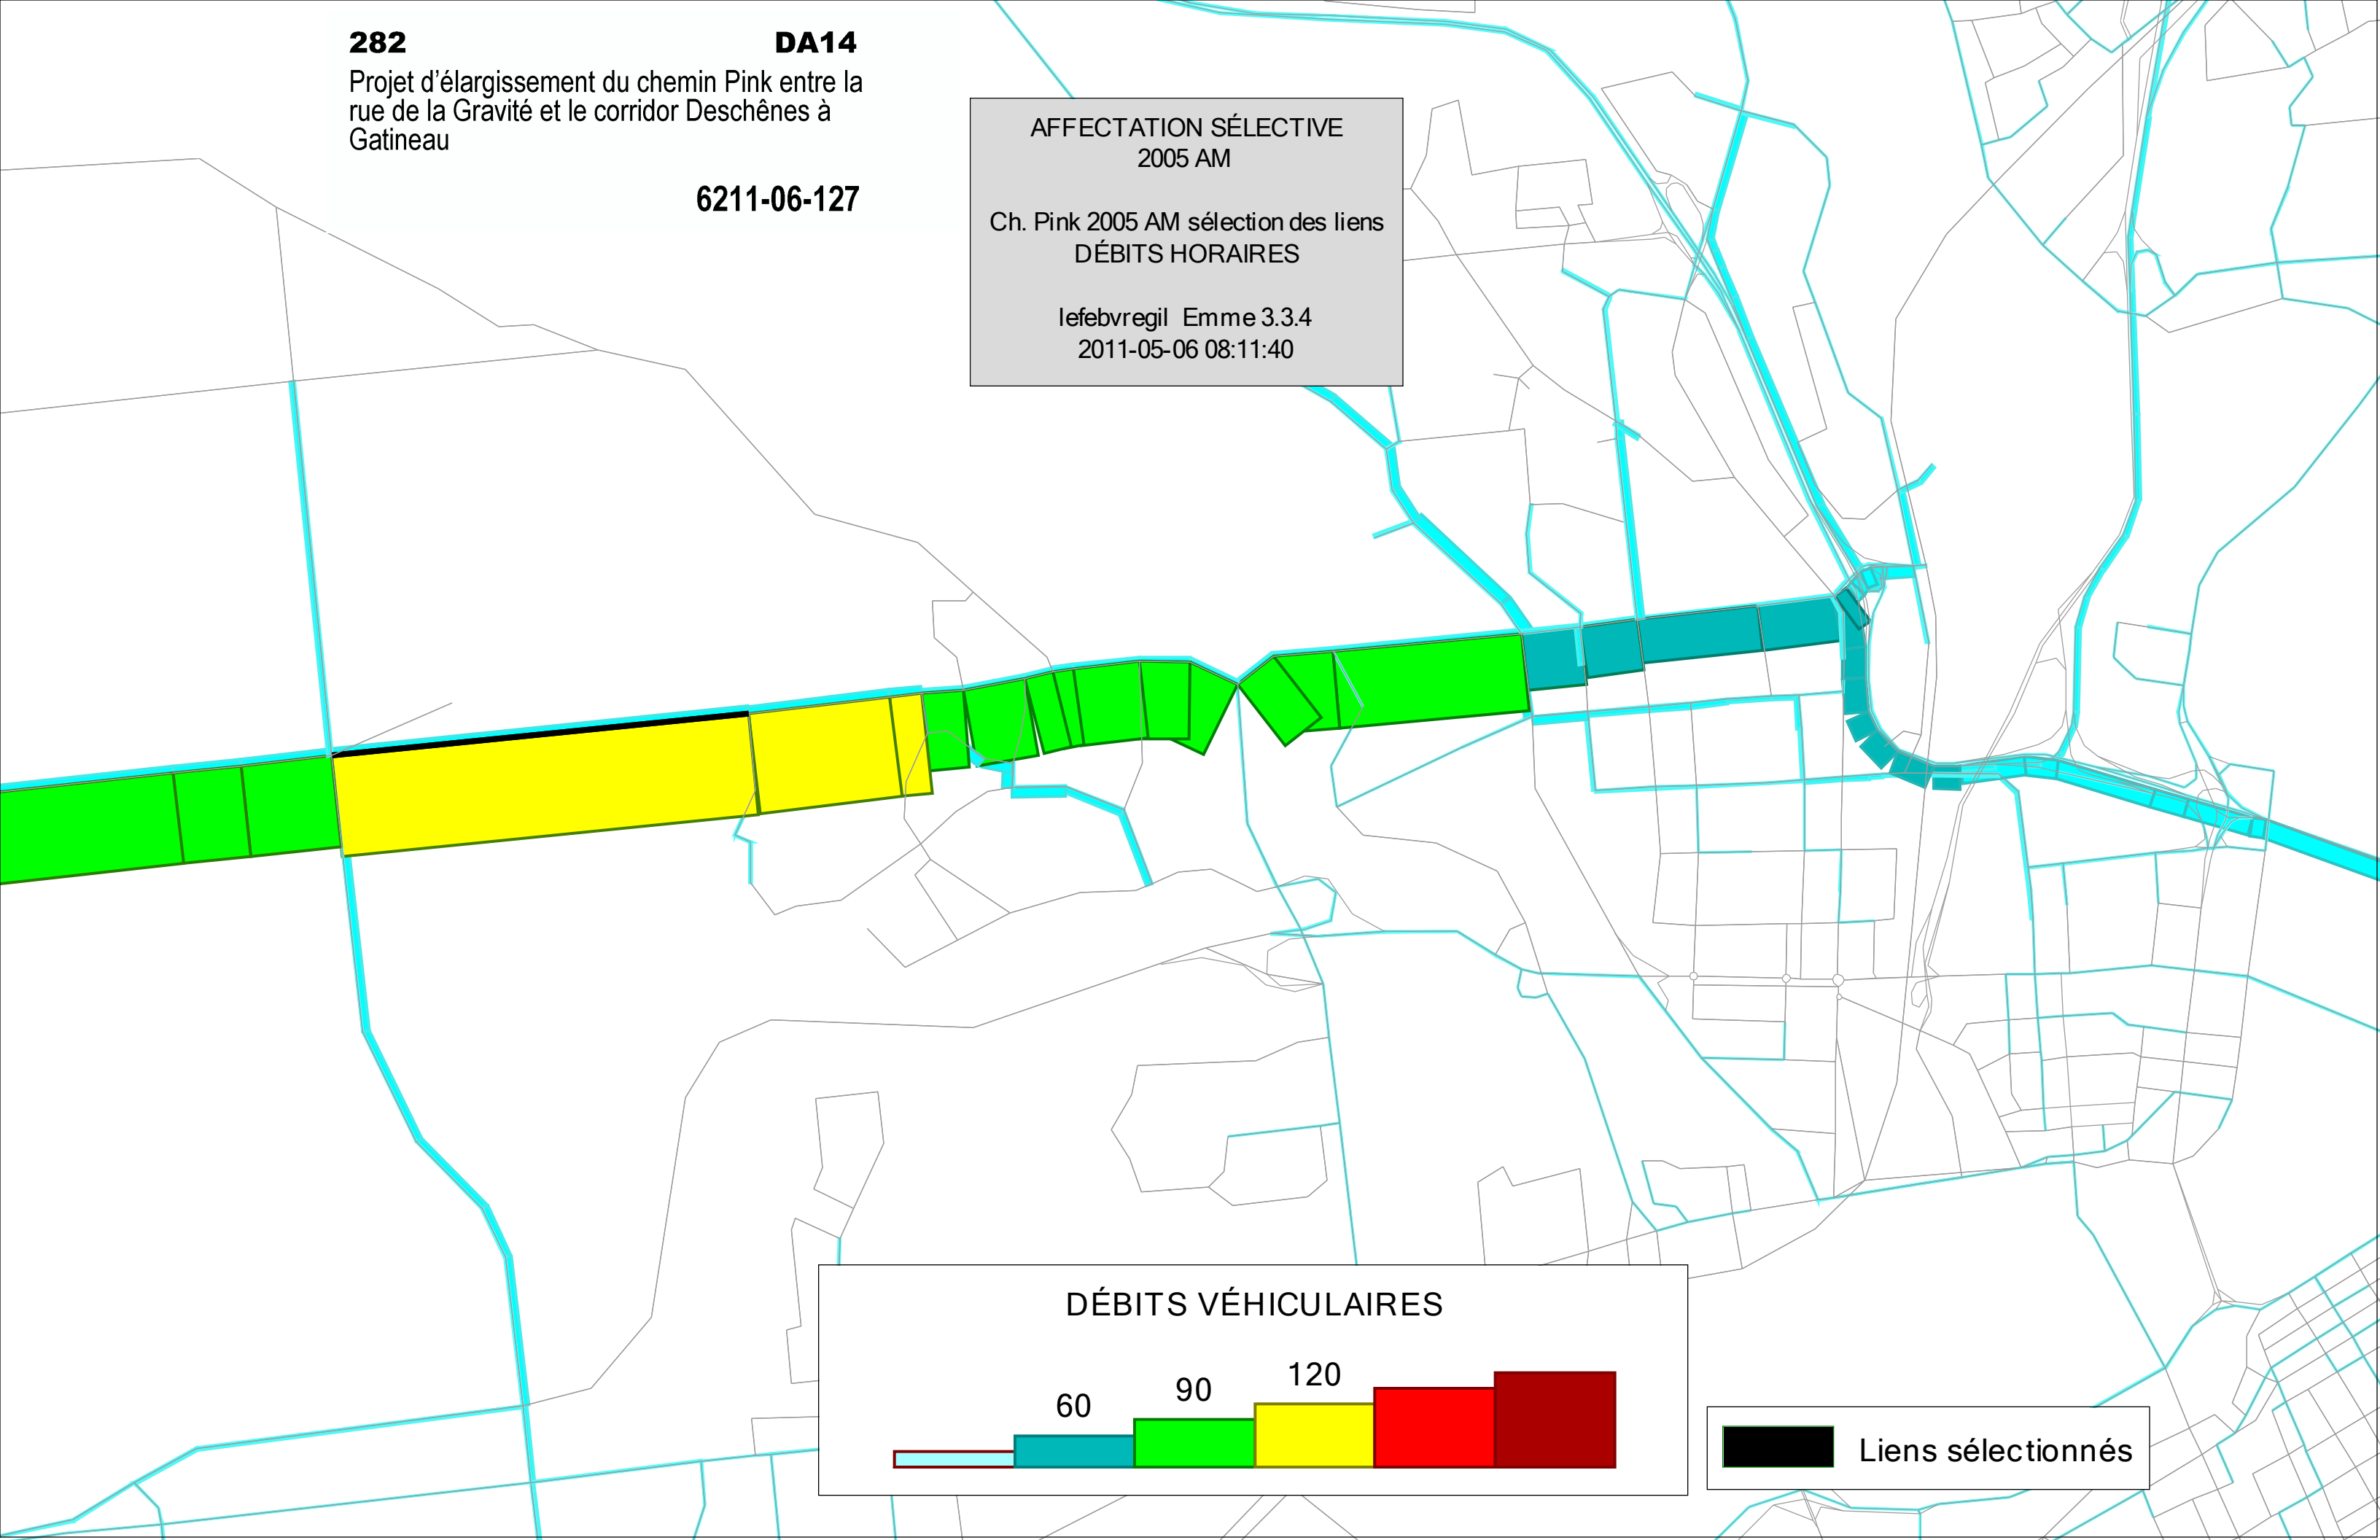 282 DA14
Projet d'élargissement du chemin Pink entre la
rue de la Gravité et le corridor Deschênes à
Gatineau
6211-06-127
AFFECTATION SÉLECTIVE
2005 AM
Ch. Pink 2005 AM sélection des liens
DÉBITS HORAIRES
lefebvregil Emme 3.3.4
2011-05-06 08:11:40
DÉBITS VÉHICULAIRES
60
90
120
Liens sélectionnés